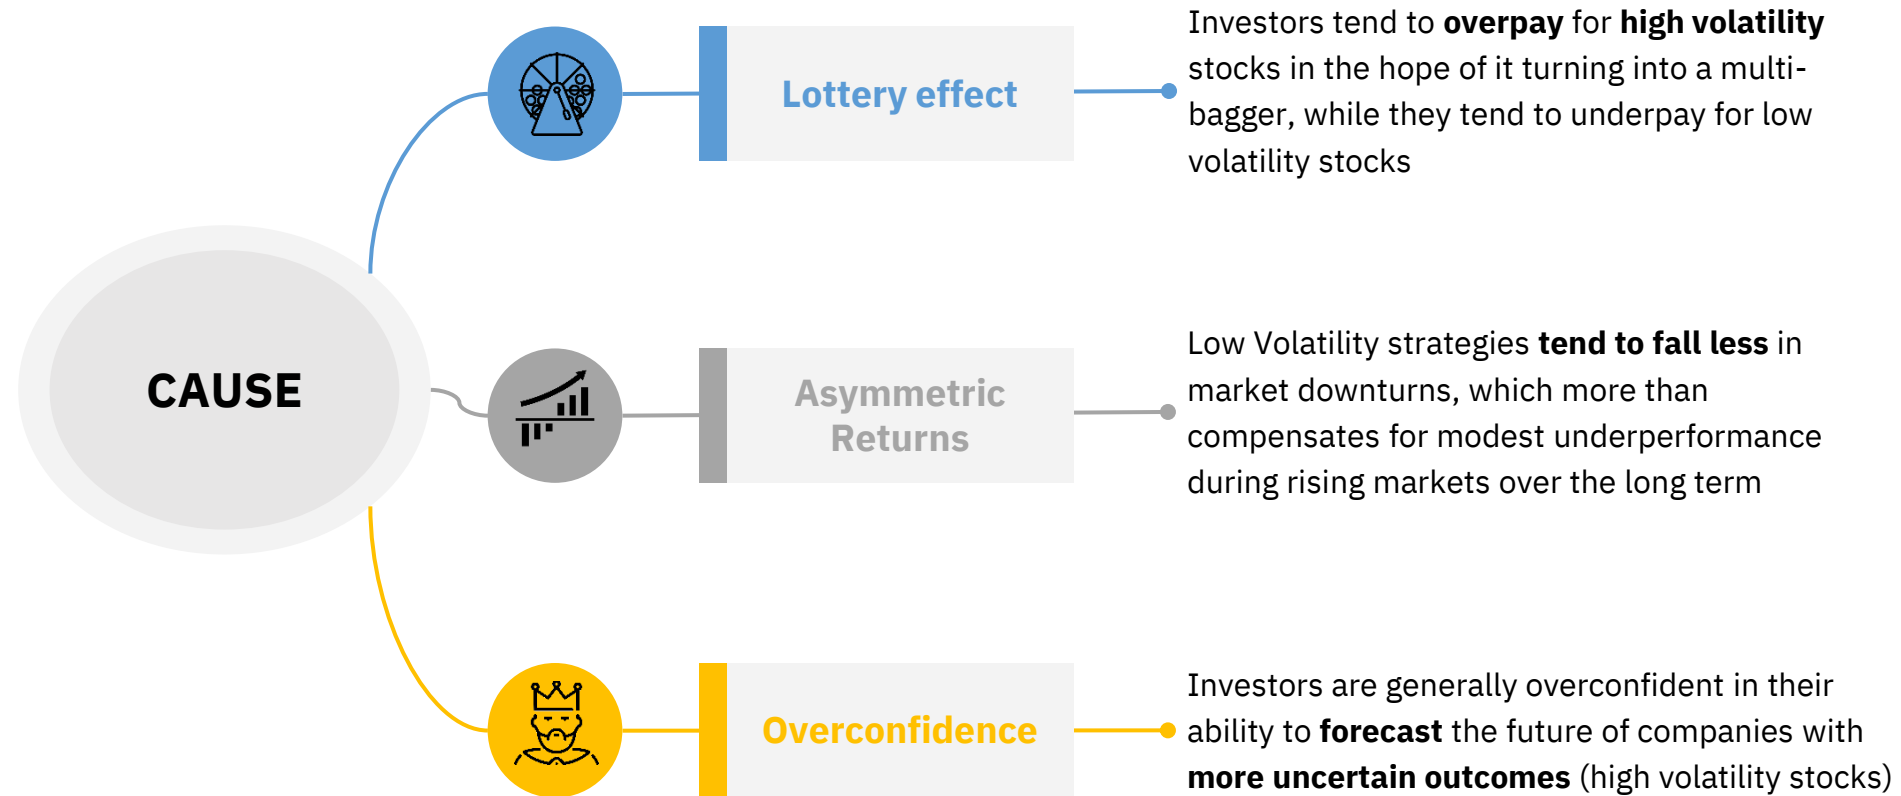 CAUSE
Lottery effect
Investors tend to overpay for high volatility
stocks in the hope of it turning into a multi-
bagger, while they tend to underpay for low
volatility stocks
Asymmetric
Returns
Low Volatility strategies tend to fall less in
market downturns, which more than
compensates for modest underperformance
during rising markets over the long term
Overconfidence
Investors are generally overconfident in their
ability to forecast the future of companies with
more uncertain outcomes (high volatility stocks)